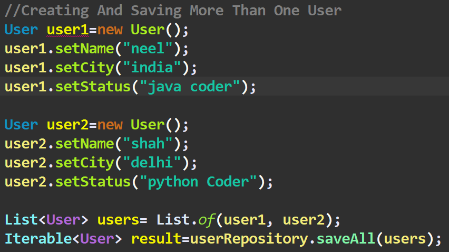 //Creating And Saving More Than One User
User user1=new User();
user1.setName("neel");
user1.setCity("india");
user1.setStatus("java coder");
User user2=new User();
user2.setName("shah");
user2.setCity("delhi");
user2.setStatus("python Coder");
List<User> users= List.of(user1, user2);
Iterable<User> result=userRepository.saveAll(users);